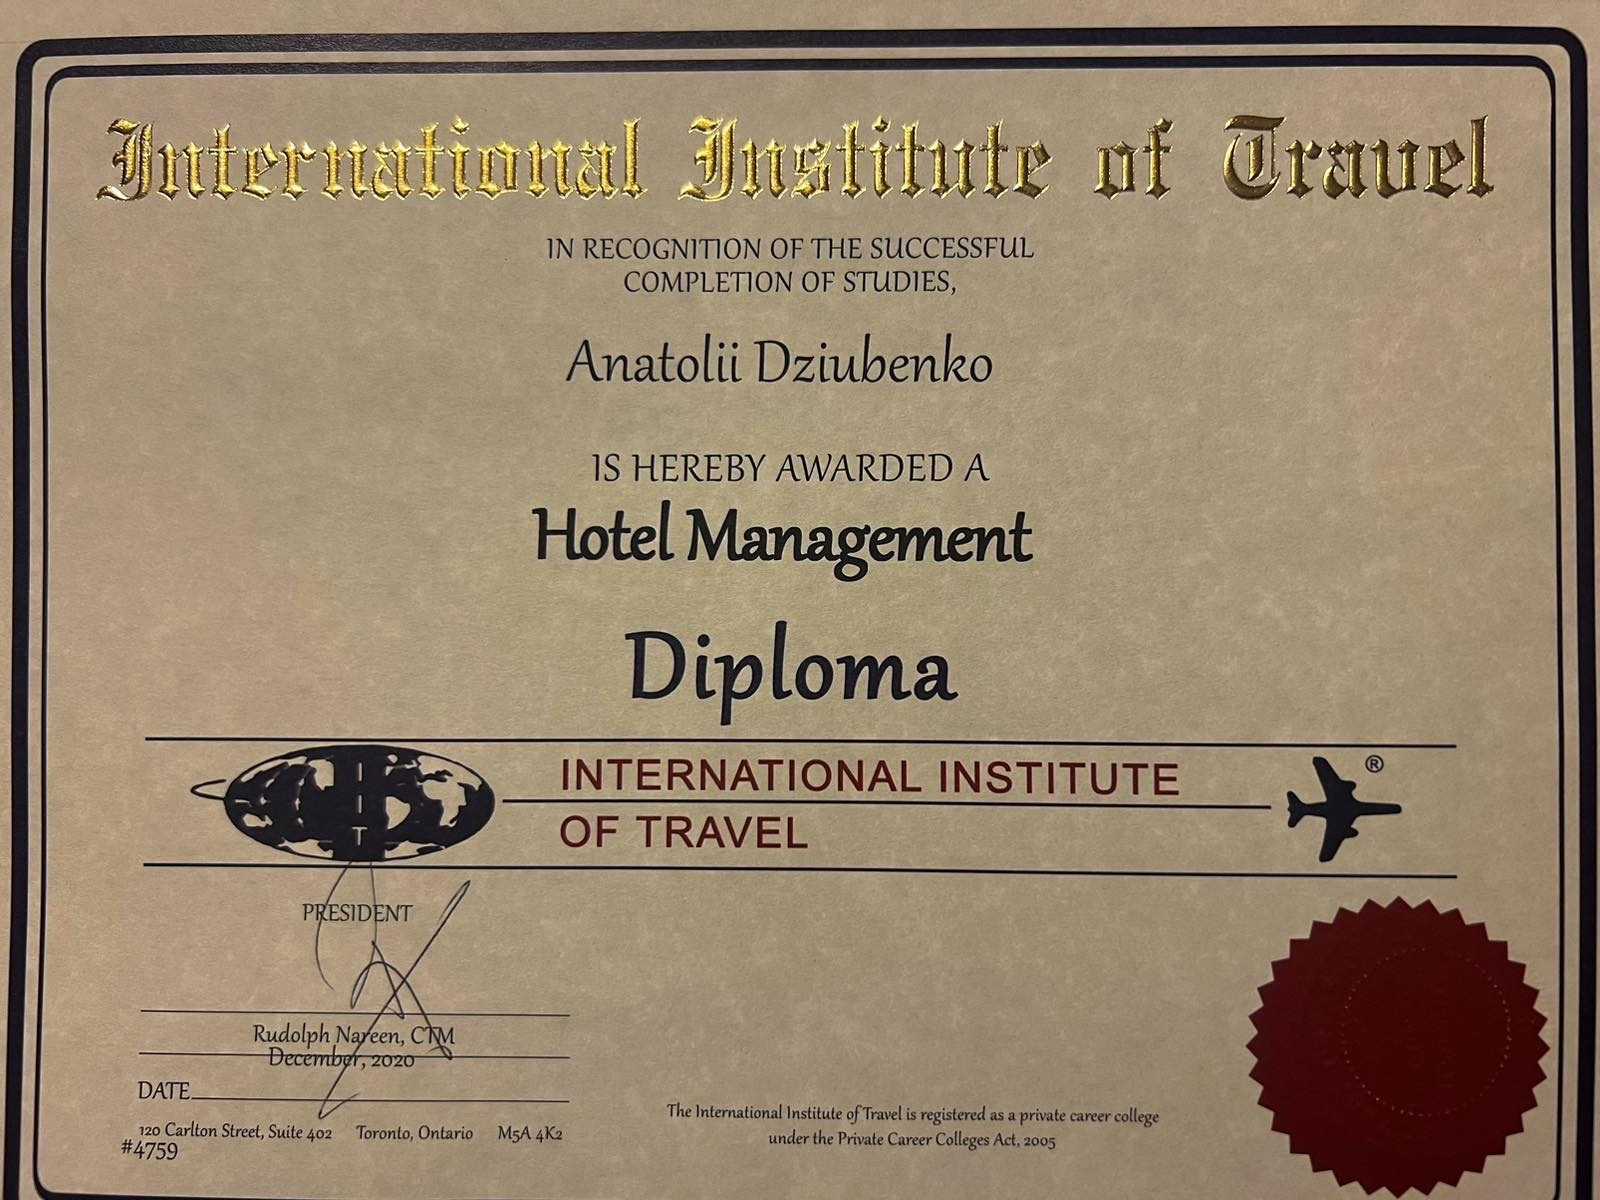 International Institute of Travel
IN RECOGNITION OF THE SUCCESSFUL
COMPLETION OF STUDIES,
Anatolii Dziubenko
IS HEREBY AWARDED A
Hotel Management
Diploma
I
I
T
INTERNATIONAL INSTITUTE
OF TRAVEL
®
PRESIDENT
Rudolph Nareen, CTM
December, 2020
DATE
120 Carlton Street, Suite 402 Toronto, Ontario M5A 4K2
#4759
The International Institute of Travel is registered as a private career college
under the Private Career Colleges Act, 2005